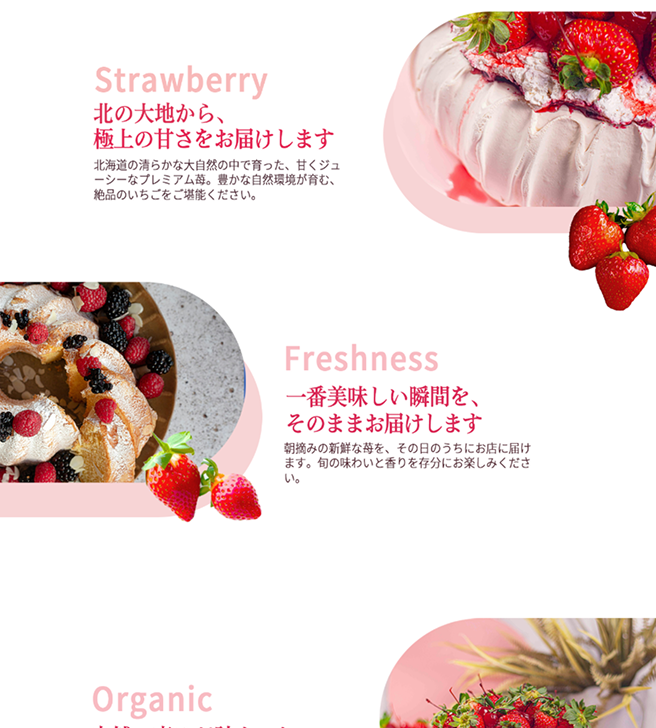 Strawberry
北の大地から、
極上の甘さをお届けします
北海道の清らかな大自然の中で育った、甘くジュ
ーシーなプレミアム苺。豊かな自然環境が育む、
絶品のいちごをご堪能ください。
Freshness
一番美味しい瞬間を、
そのままお届けします
朝摘みの新鮮な苺を、その日のうちにお店に届け
ます。旬の味わいと香りを存分にお楽しみくださ
い。
Organic